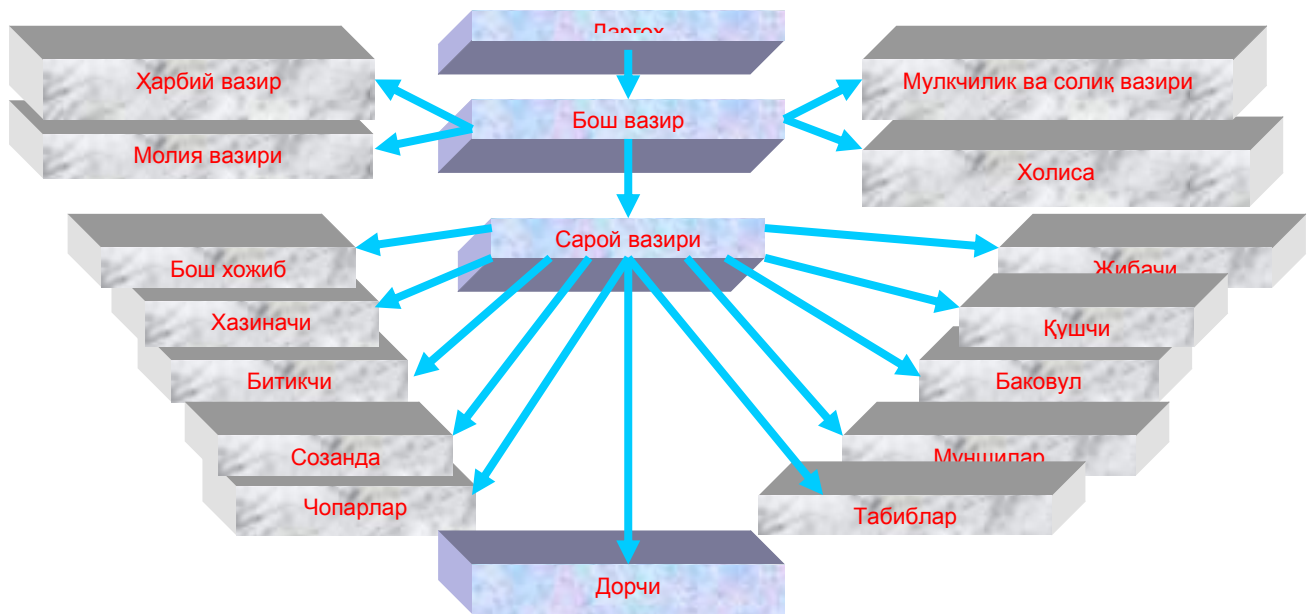 Даргоҳ
Ҳарбий вазир
Мулкчилик ва солиқ вазири
Бош вазир
Молия вазири
Холиса
Сарой вазири
Бош хожиб
Жибачи
Хазиначи
Қушчи
Битикчи
Баковул
Созанда
Муншилар
Чопарлар
Табиблар
Дорчи